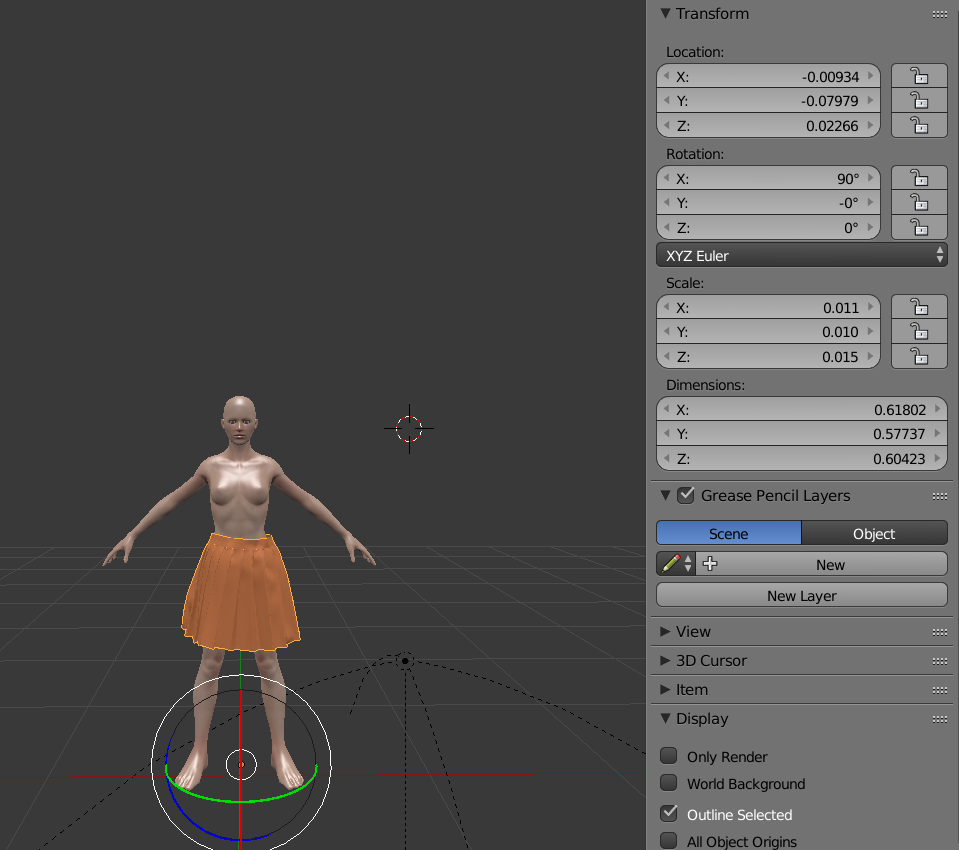 Transform
Location:
X: -0.00934
Y: -0.07979
Z: 0.02266
Rotation:
X: 90°
Y: -0°
Z: 0°
XYZ Euler
Scale:
X: 0.011
Y: 0.010
Z: 0.015
Dimensions:
X: 0.61802
Y: 0.57737
Z: 0.60423
Grease Pencil Layers
Scene Object
New
New Layer
View
3D Cursor
Item
Display
Only Render
World Background
Outline Selected
All Object Origins